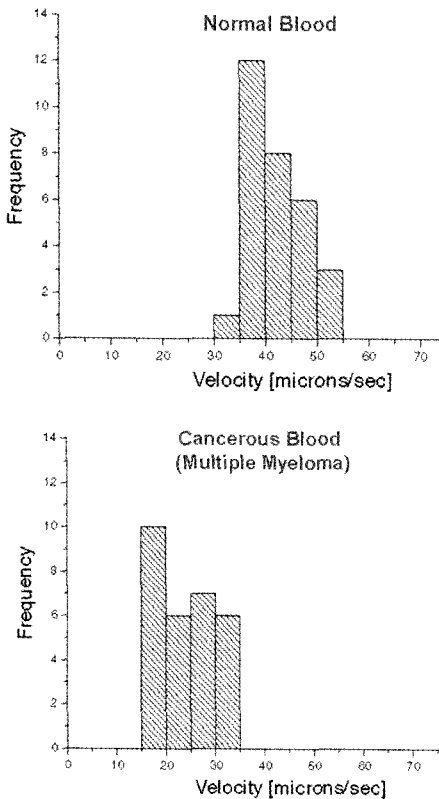 Normal Blood
14
12
10
8
6
4
2
0
Frequency
0 10 20 30 40 50 60 70
Velocity [microns/sec]
Cancerous Blood
(Multiple Myeloma)
14
12
10
8
6
4
2
0
Frequency
0 10 20 30 40 50 60 70
Velocity [microns/sec]